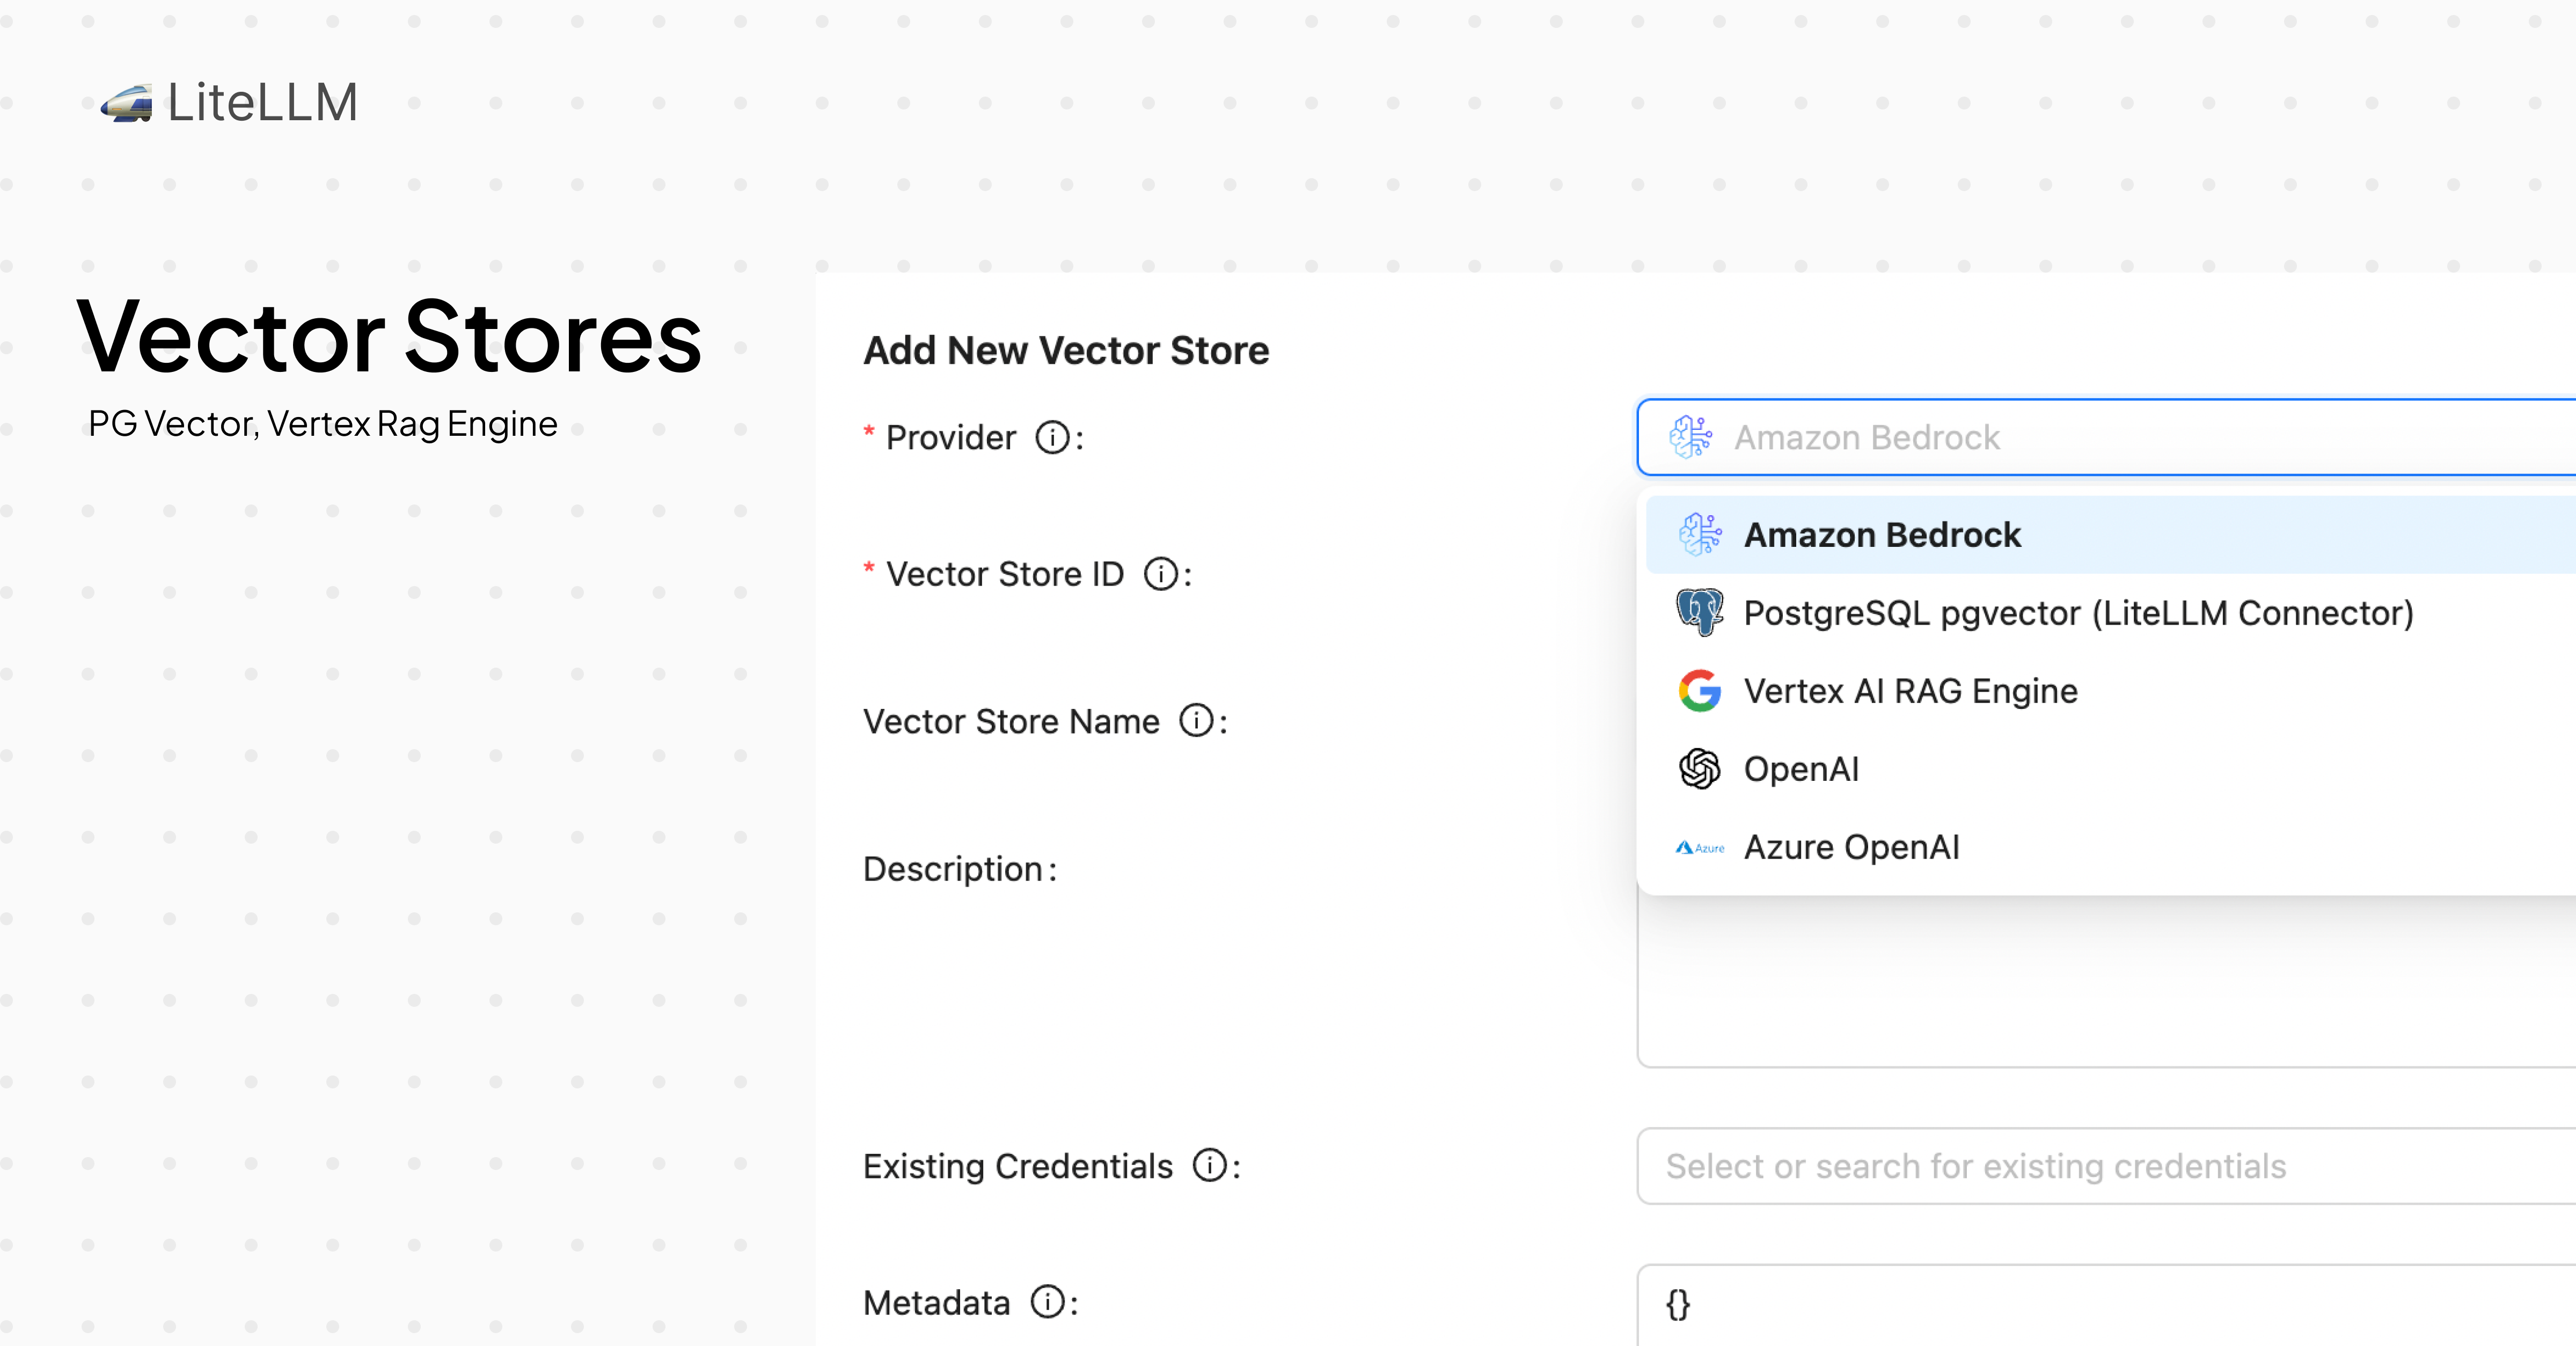 LiteLLM
Vector Stores
PG Vector, Vertex Rag Engine
Add New Vector Store
* Provider ⓘ:
Amazon Bedrock
Amazon Bedrock
* Vector Store ID ⓘ:
PostgreSQL pgvector (LiteLLM Connector)
Vertex AI RAG Engine
Vector Store Name ⓘ:
OpenAI
Azure Azure OpenAI
Description:
Existing Credentials ⓘ:
Select or search for existing credentials
Metadata ⓘ:
{}